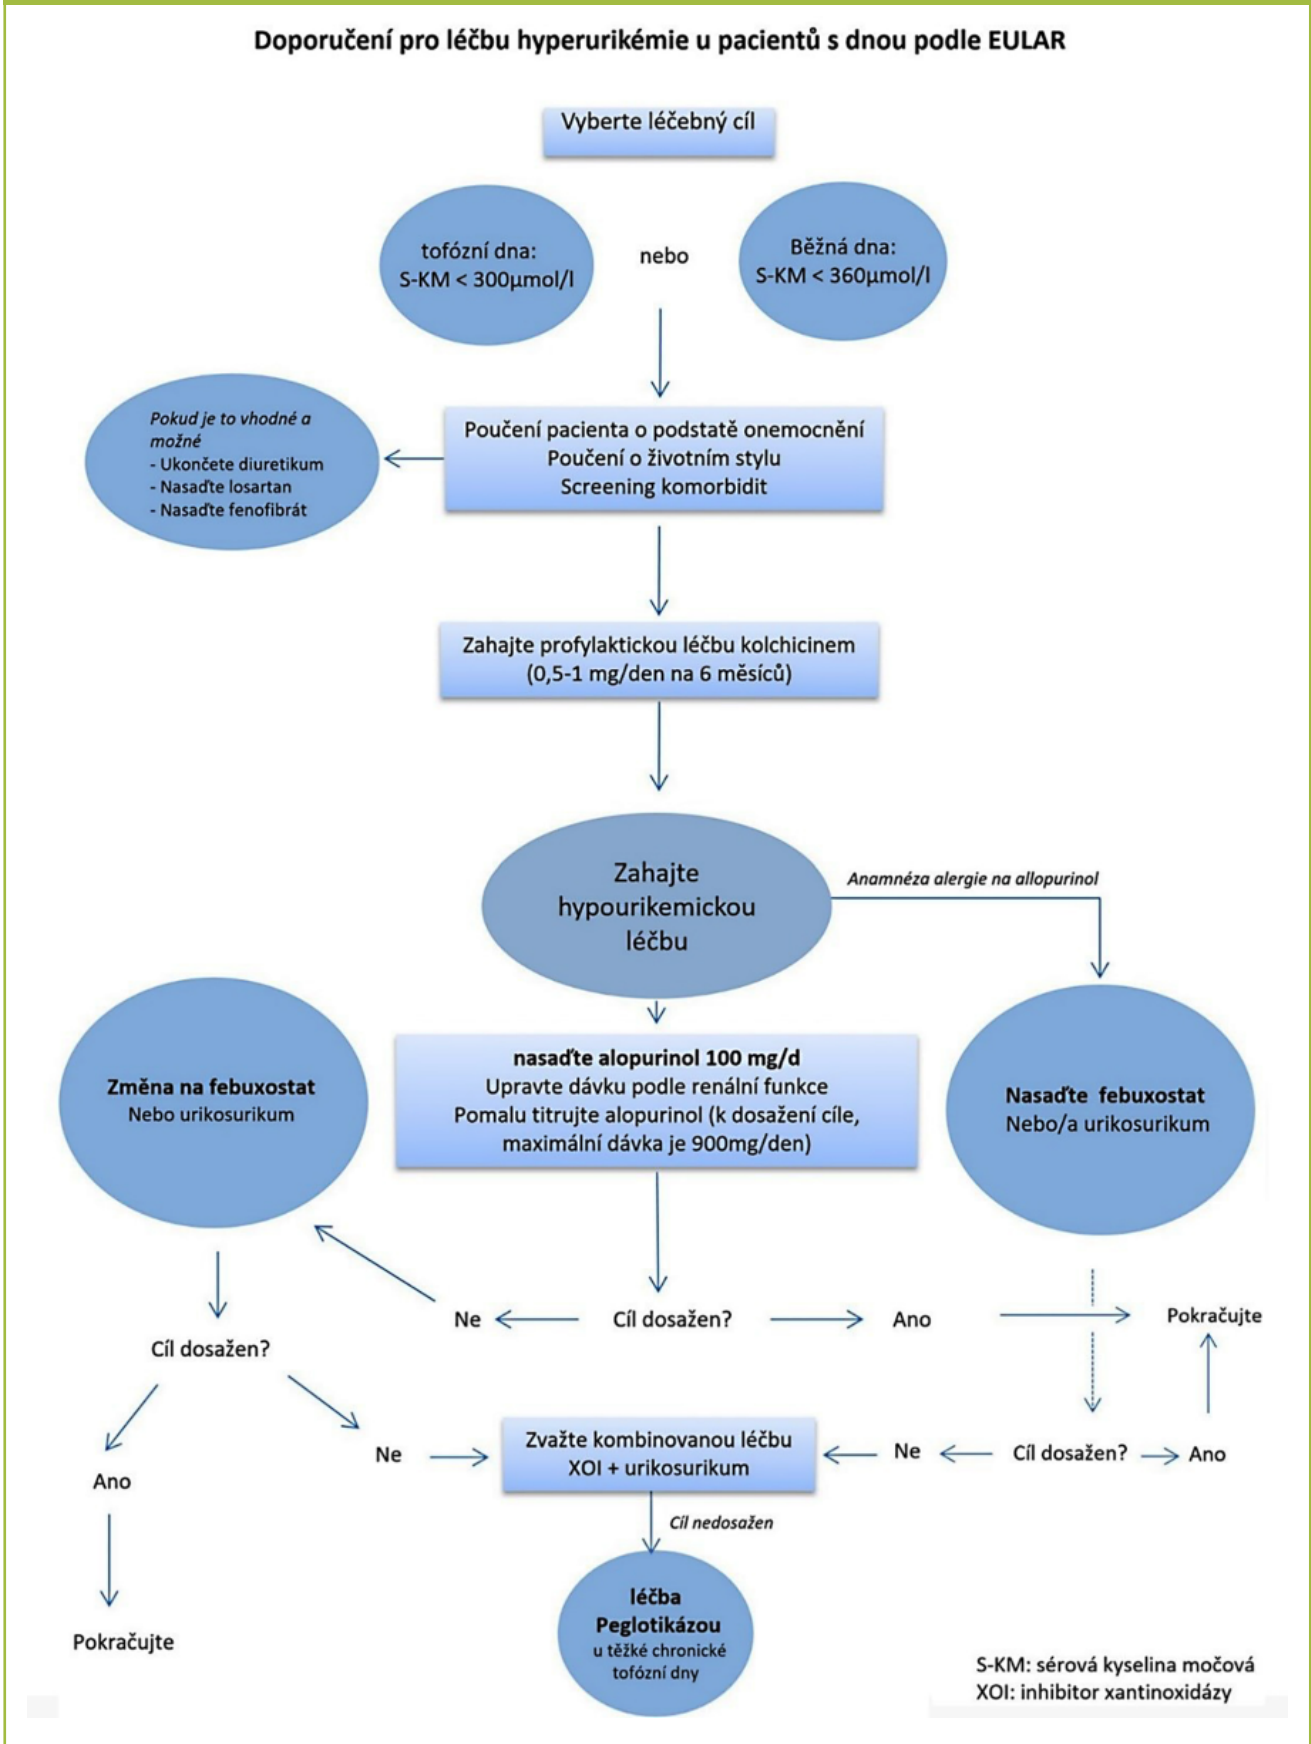 Doporučení pro léčbu hyperurikémie u pacientů s dnou podle EULAR
Vyberte léčebný cíl
tofózní dna:
S-KM < 300µmol/l
nebo
Běžná dna:
S-KM < 360µmol/l
Pokud je to vhodné a
možné
- Ukončete diuretikum
- Nasaďte losartan
- Nasaďte fenofibrát
Poučení pacienta o podstatě onemocnění
Poučení o životním stylu
Screening komorbidit
Zahajte profylaktickou léčbu kolchicinem
(0,5-1 mg/den na 6 měsíců)
Zahajte
hypourikemickou
léčbu
Anamnéza alergie na allopurinol
Změna na febuxostat
Nebo urikosurikum
nasaďte alopurinol 100 mg/d
Upravte dávku podle renální funkce
Pomalu titrujte alopurinol (k dosažení cíle,
maximální dávka je 900mg/den)
Nasaďte febuxostat
Nebo/a urikosurikum
Ne
Cíl dosažen?
Ano
Pokračujte
Cíl dosažen?
Ne
Zvažte kombinovanou léčbu
XOI + urikosurikum
Ne
Cíl dosažen?
Ano
Ano
Cíl nedosažen
Pokračujte
léčba
Peglotikázou
u těžké chronické
tofózní dny
S-KM: sérová kyselina močová
XOI: inhibitor xantinoxidázy